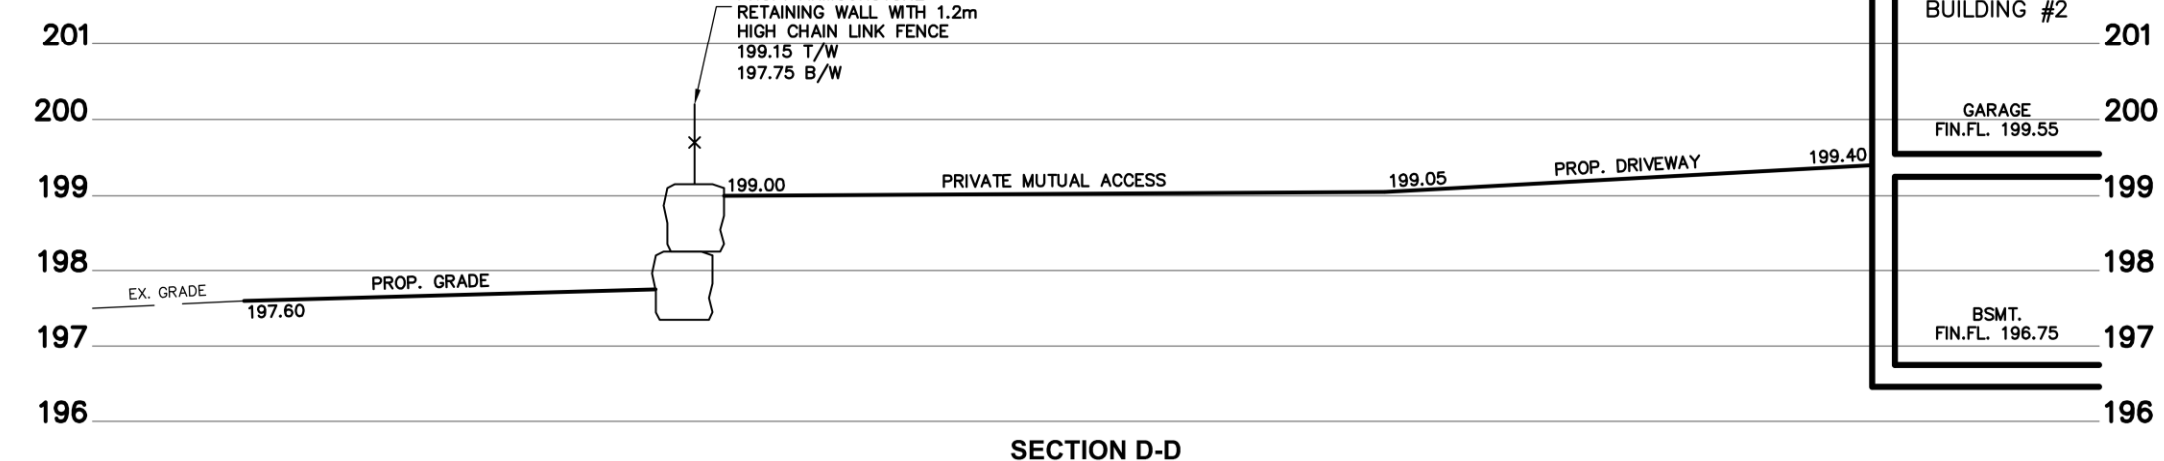 RETAINING WALL WITH 1.2m
HIGH CHAIN LINK FENCE
199.15 T/W
197.75 B/W
BUILDING #2
201
201
200
GARAGE
FIN.FL. 199.55
200
199
199.00
PRIVATE MUTUAL ACCESS
199.05
PROP. DRIVEWAY
199.40
199
198
198
EX. GRADE
PROP. GRADE
197.60
BSMT.
FIN.FL. 196.75
197
197
196
196
SECTION D-D